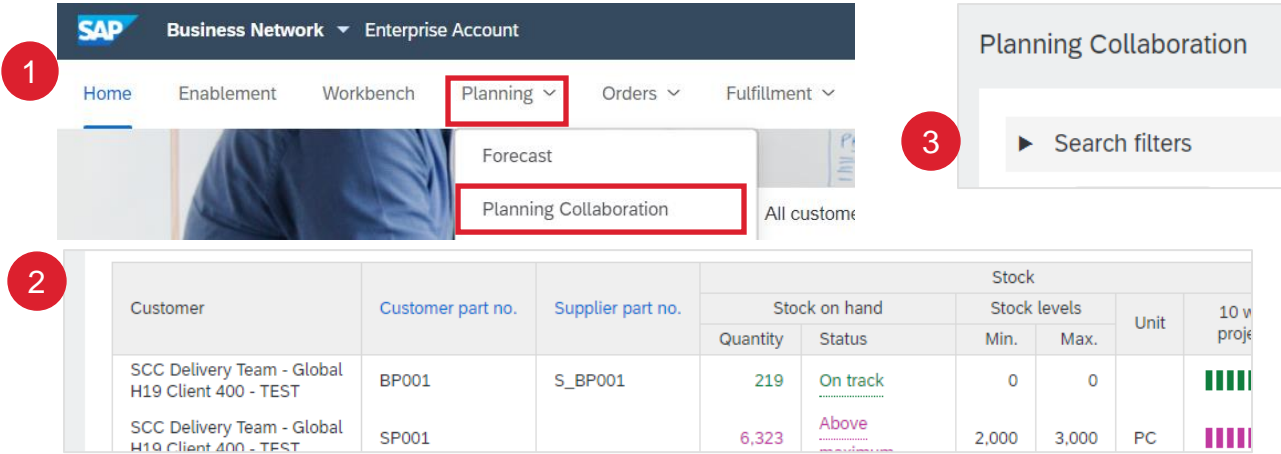 SAP Business Network Enterprise Account
1
Home Enablement Workbench Planning Orders Fulfillment
Forecast
Planning Collaboration
All
Planning Collaboration
3
Search filters
2
Stock
Customer Customer part no. Supplier part no. Stock on hand Stock levels Unit 10
Quantity Status Min. Max.
SCC Delivery Team - Global
H19 Client 400 - TEST
BP001 S_BP001 219 On track 0 0
SCC Delivery Team - Global
H19 Client 400 - TEST
SP001 6,323 Above
maximum
2,000 3,000 PC